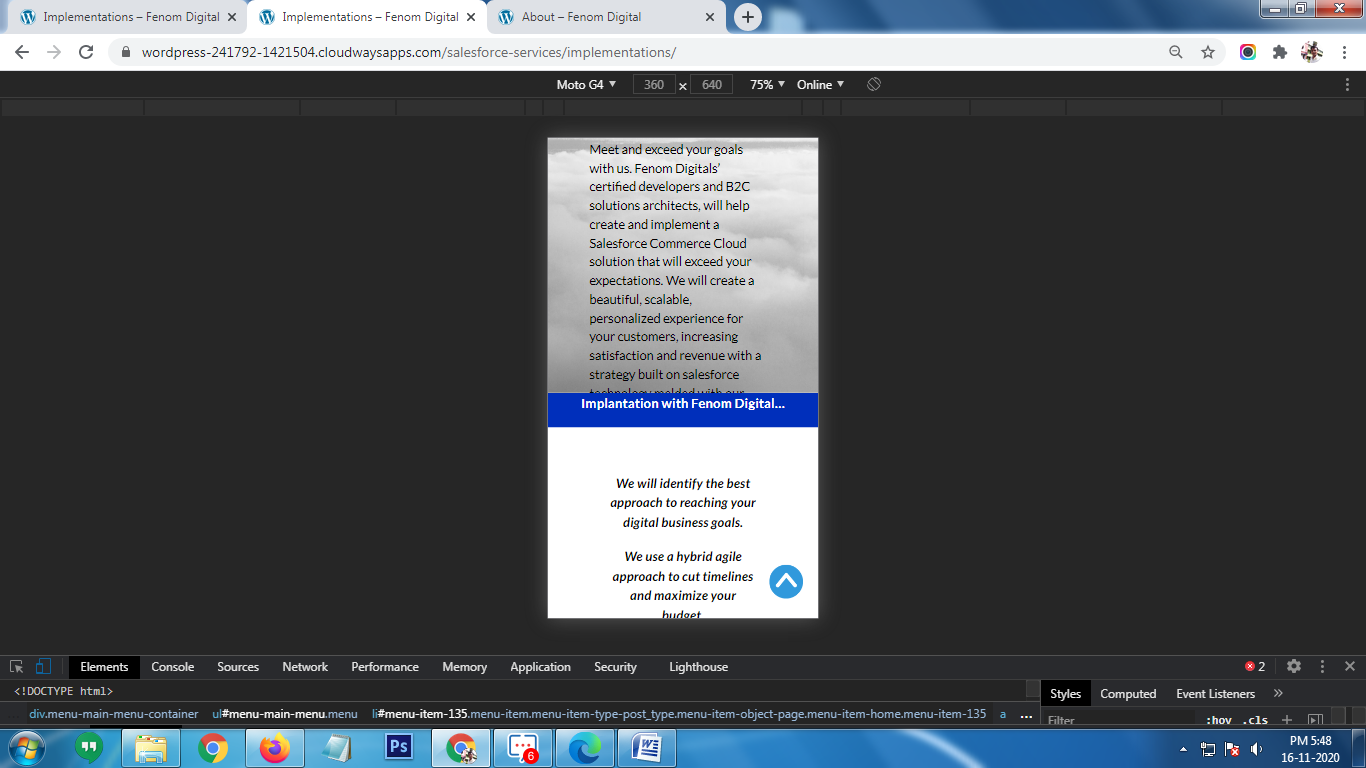 Implementations – Fenom Digital
Implementations – Fenom Digital
About – Fenom Digital
wordpress-241792-1421504.cloudwaysapps.com/salesforce-services/implementations/
Moto G4 ▼ 360 × 640 75% ▼ Online ▼
Meet and exceed your goals
with us. Fenom Digitals’
certified developers and B2C
solutions architects, will help
create and implement a
Salesforce Commerce Cloud
solution that will exceed your
expectations. We will create a
beautiful, scalable,
personalized experience for
your customers, increasing
satisfaction and revenue with a
strategy built on salesforce
technology molded with our
Implantation with Fenom Digital...
We will identify the best
approach to reaching your
digital business goals.
We use a hybrid agile
approach to cut timelines
and maximize your
budget
Elements Console Sources Network Performance Memory Application Security Lighthouse 2
<!DOCTYPE html>
Styles Computed Event Listeners »
div.menu-main-menu-container ul#menu-main-menu.menu li#menu-item-135.menu-item.menu-item-type-post_type.menu-item-object-page.menu-item-home.menu-item-135 a ...
Filter :hov .cls +
Ps
6
PM 5:48
16-11-2020